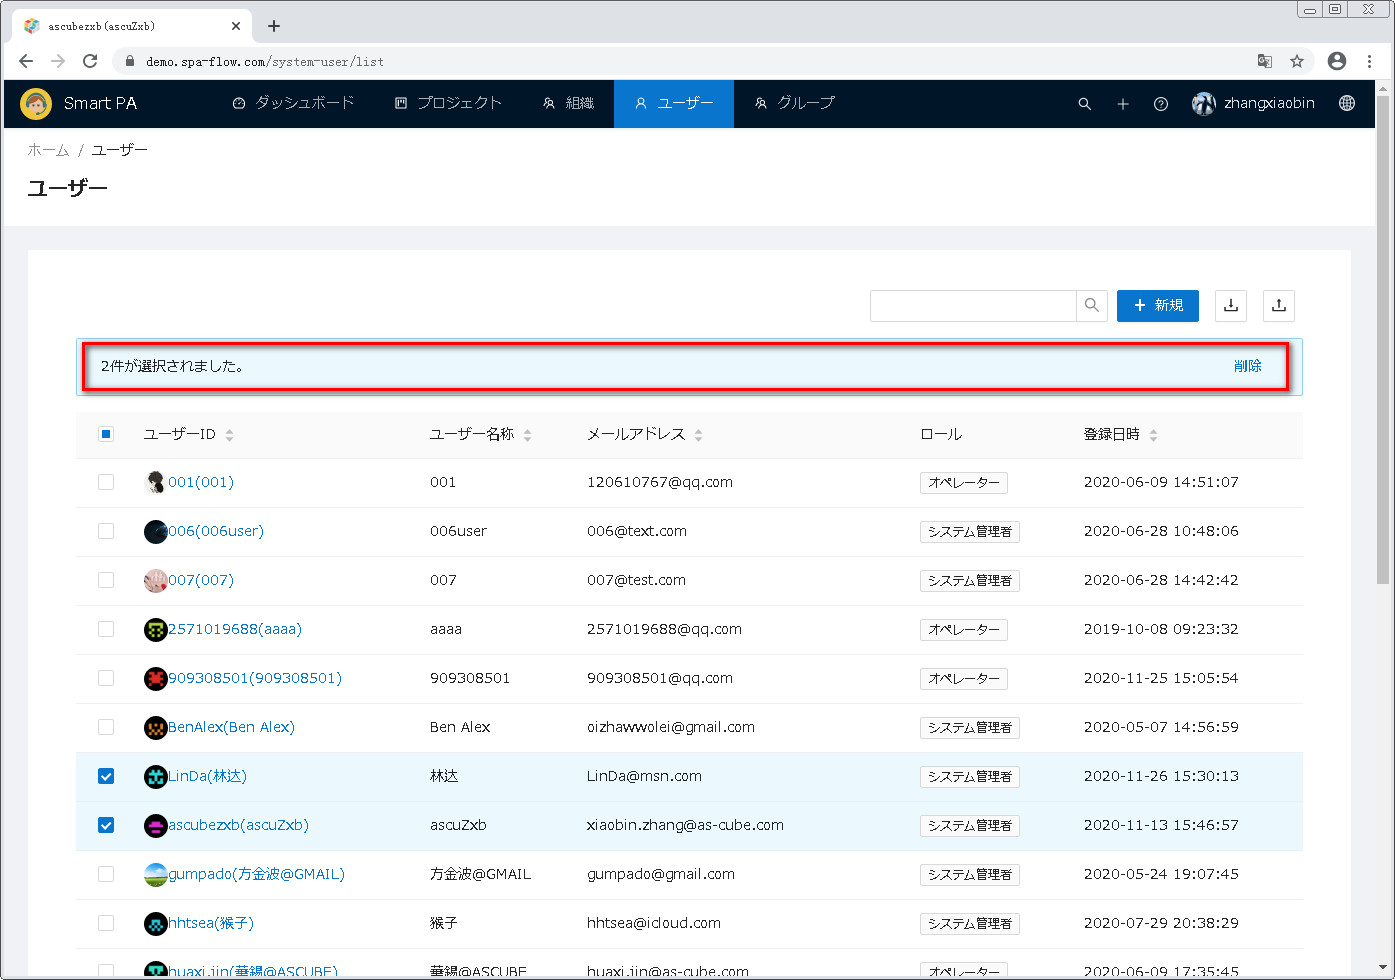 ascubezxb(ascuZxb)
demo.spa-flow.com/system-user/list
Smart PA ダッシュボード プロジェクト 組織 ユーザー グループ zhangxiaobin
ホーム / ユーザー
ユーザー
新規
2件が選択されました。 削除
ユーザーID ユーザー名称 メールアドレス ロール 登録日時
001(001) 001 120610767@qq.com オペレーター 2020-06-09 14:51:07
006(006user) 006user 006@text.com システム管理者 2020-06-28 10:48:06
007(007) 007 007@test.com システム管理者 2020-06-28 14:42:42
2571019688(aaaa) aaaa 2571019688@qq.com オペレーター 2019-10-08 09:23:32
909308501(909308501) 909308501 909308501@qq.com オペレーター 2020-11-25 15:05:54
BenAlex(Ben Alex) Ben Alex oizhawwolei@gmail.com システム管理者 2020-05-07 14:56:59
LinDa(林达) 林达 LinDa@msn.com システム管理者 2020-11-26 15:30:13
ascubezxb(ascuZxb) ascuZxb xiaobin.zhang@as-cube.com システム管理者 2020-11-13 15:46:57
gumpado(方金波@GMAIL) 方金波@GMAIL gumpado@gmail.com システム管理者 2020-05-24 19:07:45
hhtsea(猴子) 猴子 hhtsea@icloud.com システム管理者 2020-07-29 20:38:29
huaxi.jin(華錫@ASCUBE) 華錫@ASCUBE huaxi.jin@as-cube.com オペレーター 2020-06-09 17:35:45